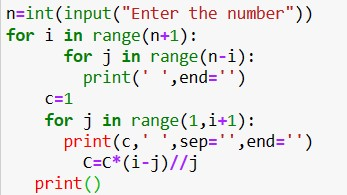 n=int(input("Enter the number"))
for i in range(n+1):
for j in range(n-i):
print(' ',end='')
c=1
for j in range(1,i+1):
print(c,' ',sep='',end='')
C=C*(i-j)//j
print()